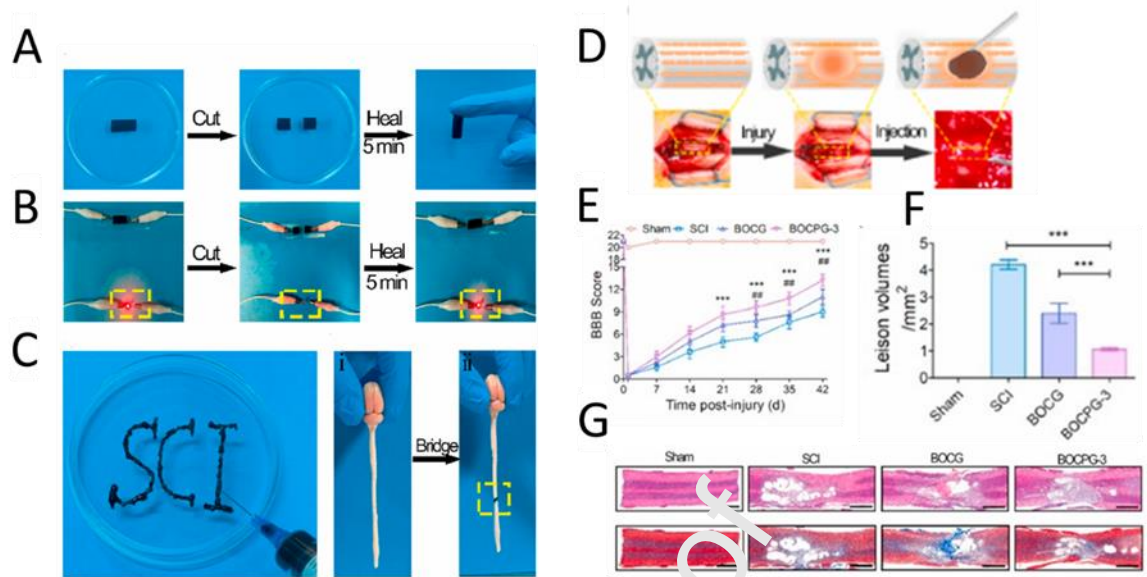 A
Cut
Heal
5 min
B
Cut
Heal
5 min
C
SCI
i
Bridge
ii
D
Injury
Injection
E
Sham
SCI
BOCG
BOCPG-3
BBB Score
22
20
18
15
12
9
6
3
0
***
***
##
***
##
***
##
0
7
14
21
28
35
42
Time post-injury (d)
F
Leison volumes
/mm²
5
4
3
2
1
0
***
***
Sham
SCI
BOCG
BOCPG-3
G
Sham
SCI
BOCG
BOCPG-3
of